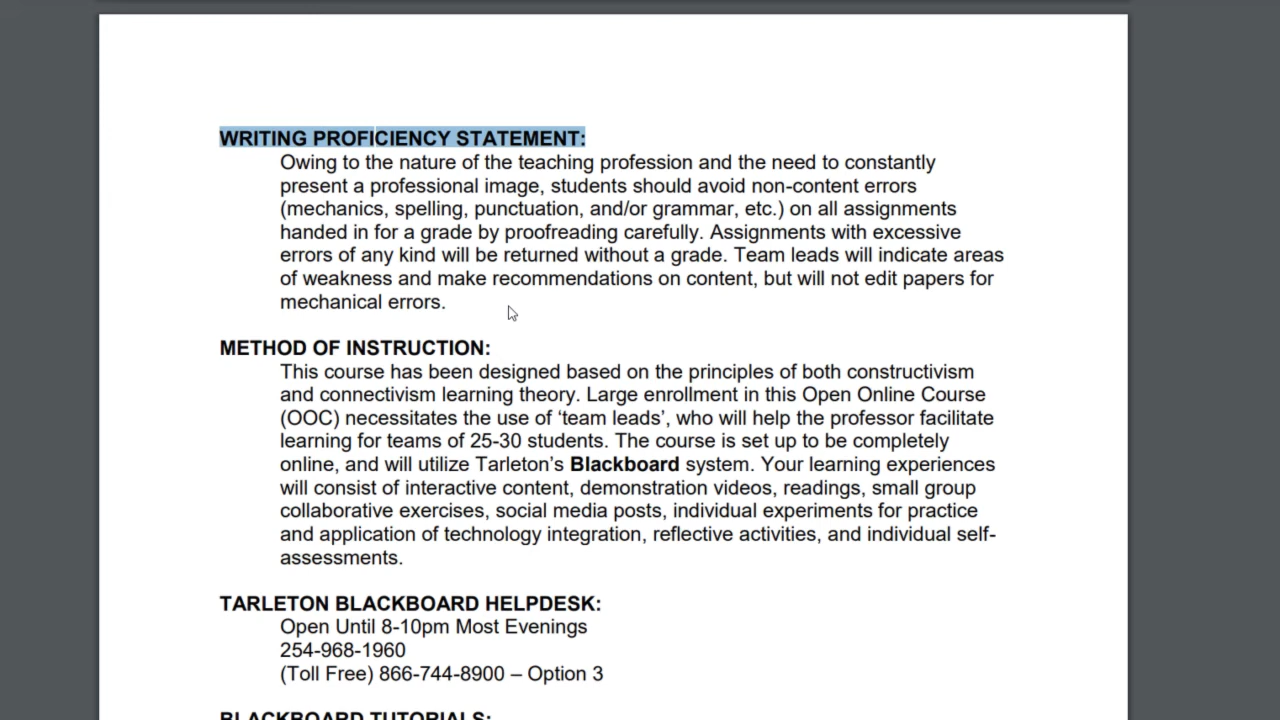 WRITING PROFICIENCY STATEMENT:
Owing to the nature of the teaching profession and the need to constantly
present a professional image, students should avoid non-content errors
(mechanics, spelling, punctuation, and/or grammar, etc.) on all assignments
handed in for a grade by proofreading carefully. Assignments with excessive
errors of any kind will be returned without a grade. Team leads will indicate areas
of weakness and make recommendations on content, but will not edit papers for
mechanical errors.
METHOD OF INSTRUCTION:
This course has been designed based on the principles of both constructivism
and connectivism learning theory. Large enrollment in this Open Online Course
(OOC) necessitates the use of ‘team leads’, who will help the professor facilitate
learning for teams of 25-30 students. The course is set up to be completely
online, and will utilize Tarleton’s Blackboard system. Your learning experiences
will consist of interactive content, demonstration videos, readings, small group
collaborative exercises, social media posts, individual experiments for practice
and application of technology integration, reflective activities, and individual self-
assessments.
TARLETON BLACKBOARD HELPDESK:
Open Until 8-10pm Most Evenings
254-968-1960
(Toll Free) 866-744-8900 – Option 3
BLACKBOARD TUTORIALS: